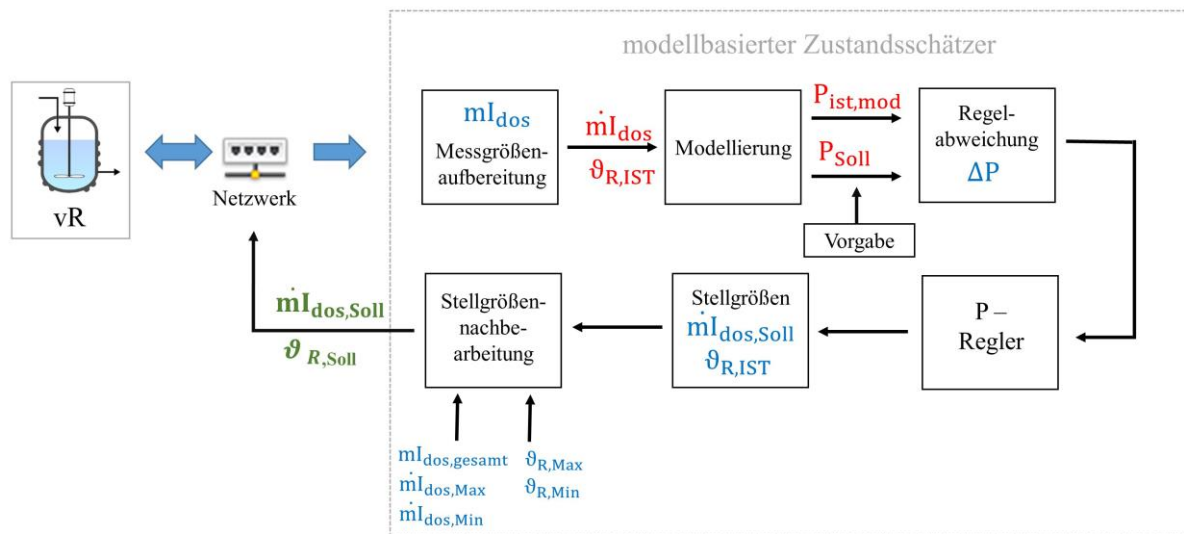 modellbasierter Zustandsschätzer
vR
Netzwerk
mI_dos
Messgrößen-
aufbereitung
ṁI_dos
ϑ_R,IST
Modellierung
P_ist,mod
P_Soll
Vorgabe
Regel-
abweichung
ΔP
P –
Regler
Stellgrößen
ṁI_dos,Soll
ϑ_R,IST
Stellgrößen-
nachbe-
arbeitung
ṁI_dos,Soll
ϑ_R,Soll
mI_dos,gesamt
ṁI_dos,Max
ṁI_dos,Min
ϑ_R,Max
ϑ_R,Min